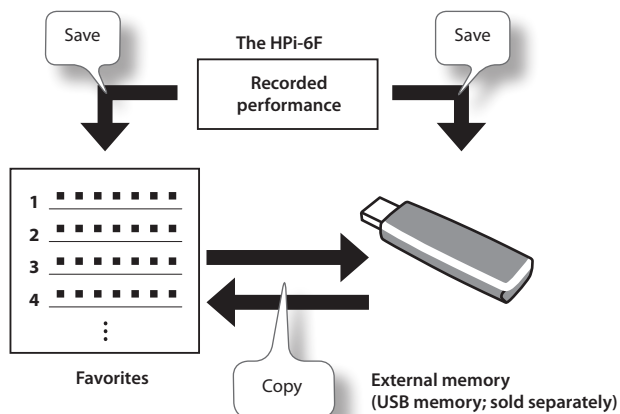 Save
The HPi-6F
Save
Recorded
performance
1
2
3
4
Favorites
Copy
External memory
(USB memory; sold separately)